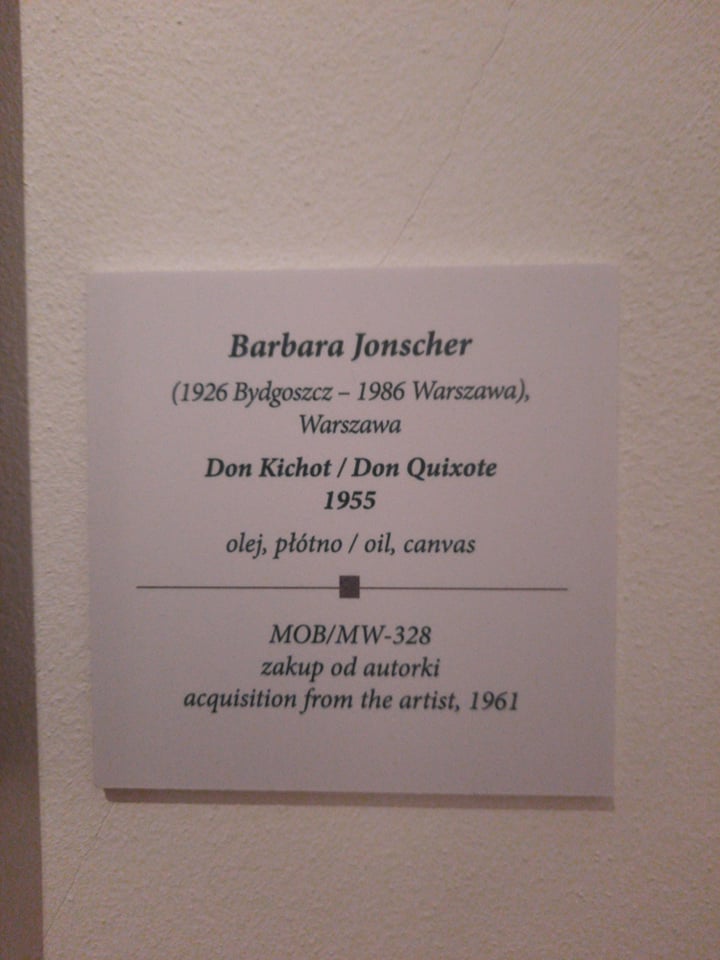 Barbara Jonscher
(1926 Bydgoszcz – 1986 Warszawa),
Warszawa
Don Kichot / Don Quixote
1955
olej, płótno / oil, canvas
MOB/MW-328
zakup od autorki
acquisition from the artist, 1961